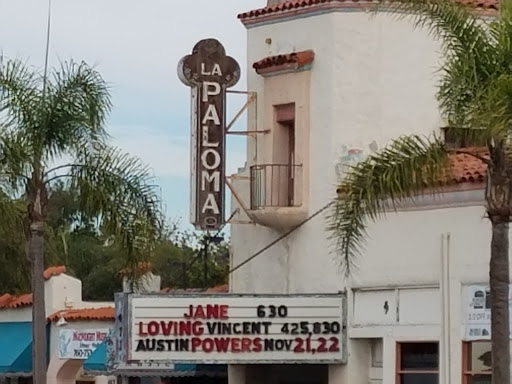 LA
PALOMA
JANE 630
LOVING VINCENT 425,830
AUSTIN POWERS NOV 21,22